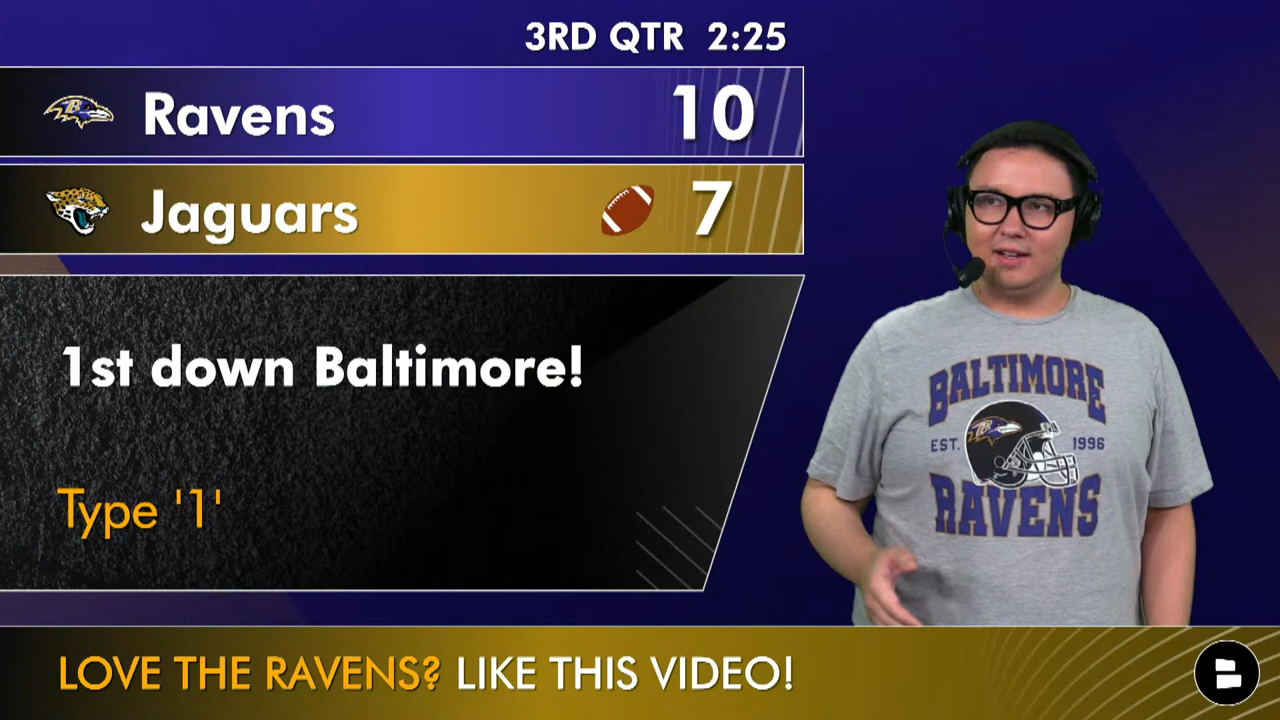 3RD QTR 2:25
Ravens 10
Jaguars 7
1st down Baltimore!
Type '1'
BALTIMORE
EST. 1996
RAVENS
LOVE THE RAVENS? LIKE THIS VIDEO!